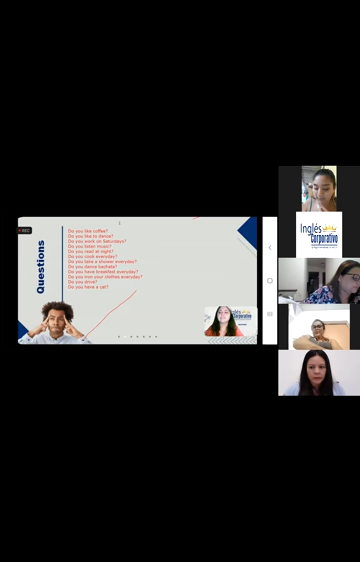 REC
Questions
Do you like coffee?
Do you like to dance?
Do you work on Saturdays?
Do you listen music?
Do you read at night?
Do you cook everyday?
Do you take a shower everyday?
Do you dance bachata?
Do you have breakfast everyday?
Do you iron your clothes everyday?
Do you drive?
Do you have a cat?
Inglés
Corporativo
Inglés
Corporativo